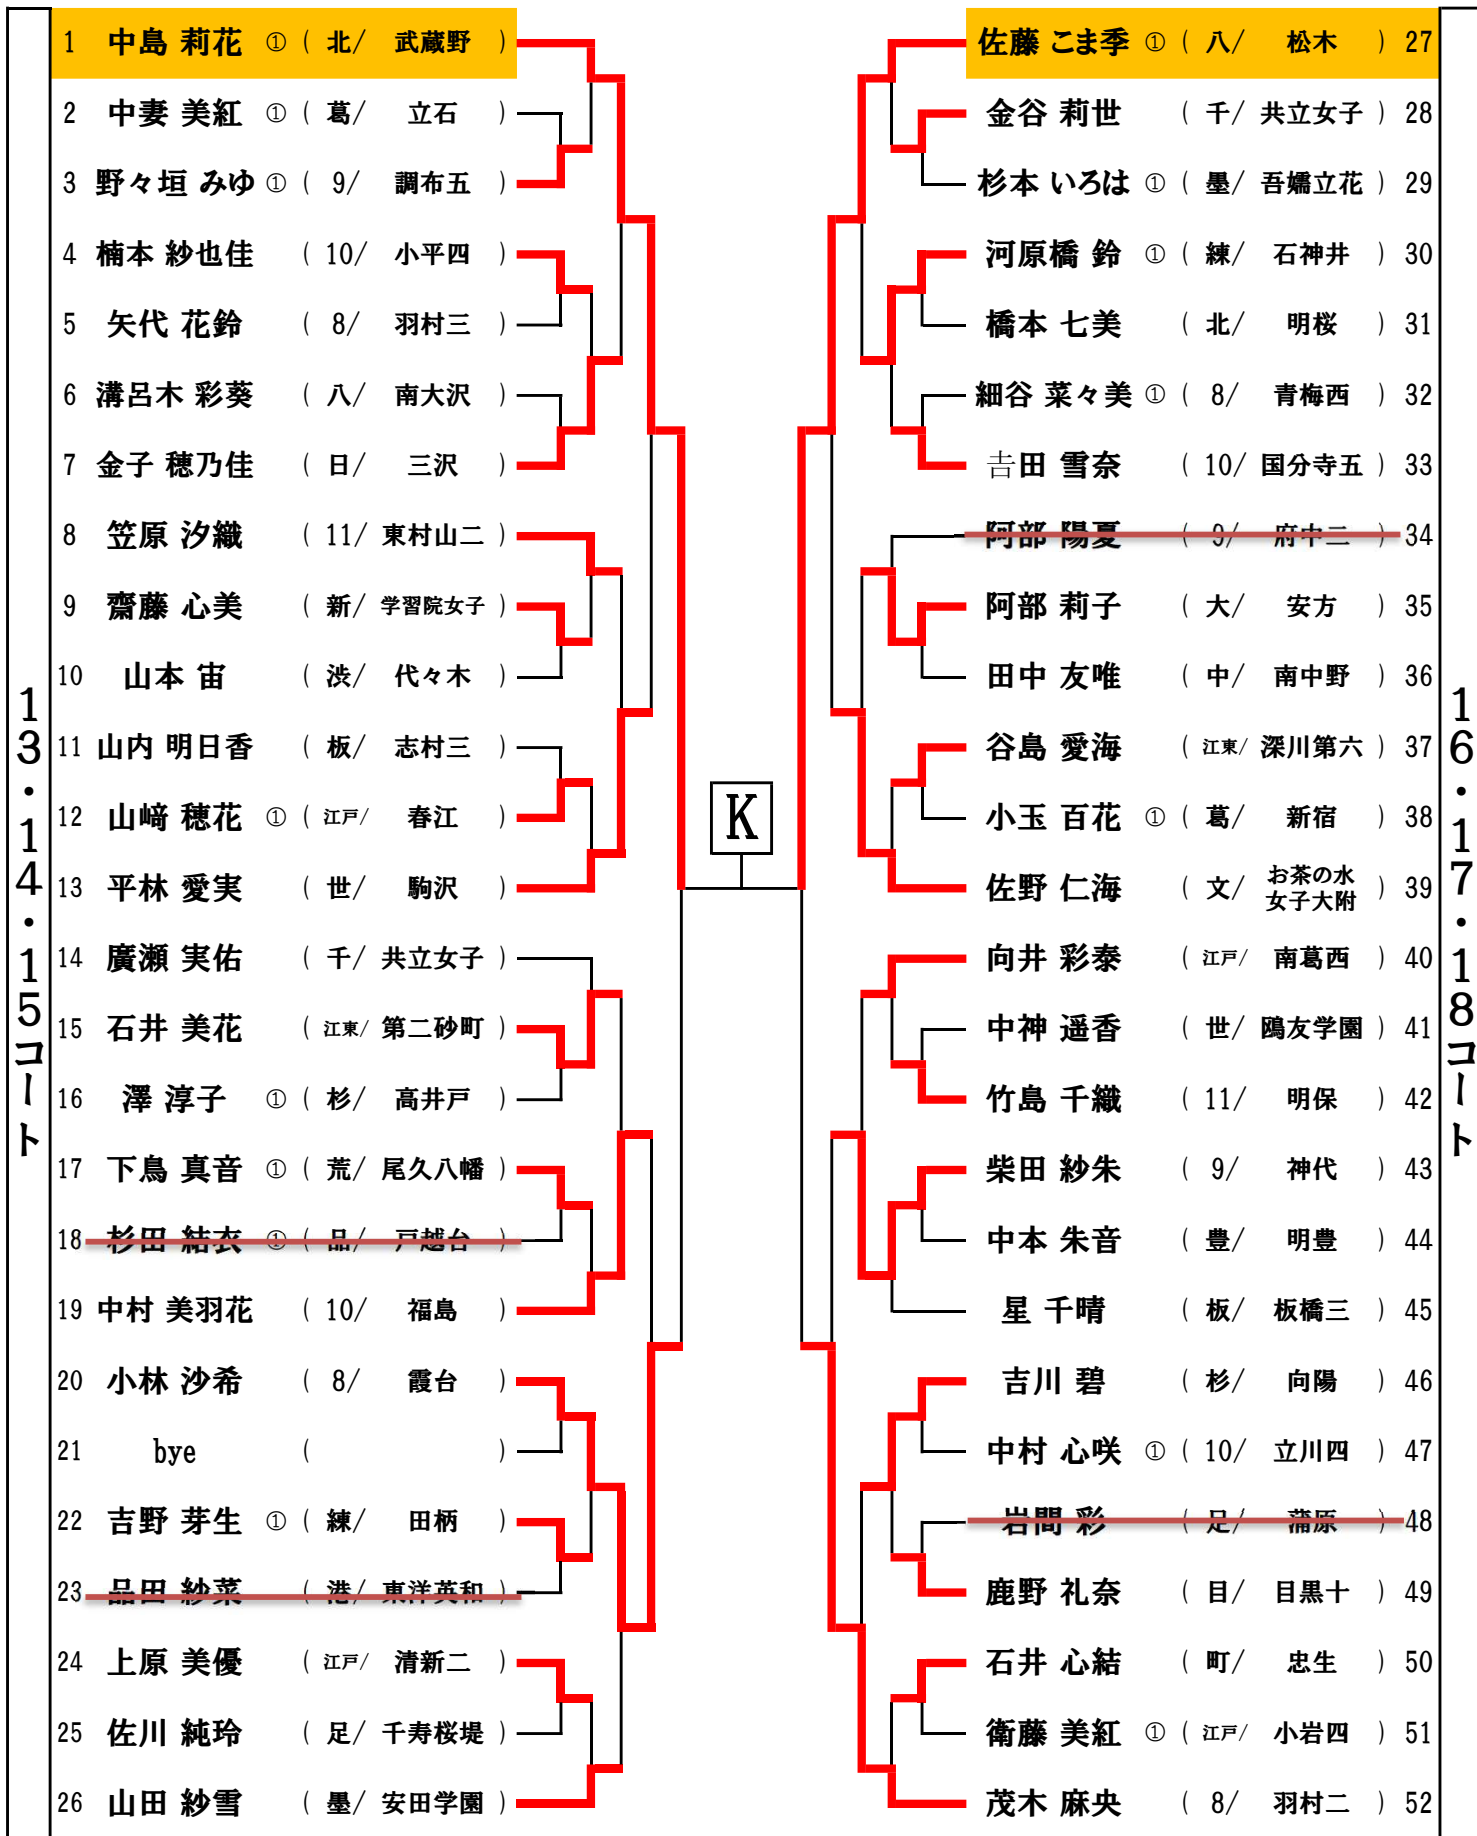 13・14・15コート
1 中島 莉花 ① ( 北/ 武蔵野 )
2 中妻 美紅 ① ( 葛/ 立石 )
3 野々垣 みゆ ① ( 9/ 調布五 )
4 楠本 紗也佳 ( 10/ 小平四 )
5 矢代 花鈴 ( 8/ 羽村三 )
6 溝呂木 彩葵 ( 八/ 南大沢 )
7 金子 穂乃佳 ( 日/ 三沢 )
8 笠原 汐織 ( 11/ 東村山二 )
9 齋藤 心美 ( 新/ 学習院女子 )
10 山本 宙 ( 渋/ 代々木 )
11 山内 明日香 ( 板/ 志村三 )
12 山﨑 穂花 ① ( 江戸/ 春江 )
13 平林 愛実 ( 世/ 駒沢 )
14 廣瀬 実佑 ( 千/ 共立女子 )
15 石井 美花 ( 江東/ 第二砂町 )
16 澤 淳子 ① ( 杉/ 高井戸 )
17 下鳥 真音 ① ( 荒/ 尾久八幡 )
18 杉田 結衣 ① ( 品/ 戸越台 )
19 中村 美羽花 ( 10/ 福島 )
20 小林 沙希 ( 8/ 霞台 )
21 bye ( )
22 吉野 芽生 ① ( 練/ 田柄 )
23 品田 紗菜 ( 港/ 東洋英和 )
24 上原 美優 ( 江戸/ 清新二 )
25 佐川 純玲 ( 足/ 千寿桜堤 )
26 山田 紗雪 ( 墨/ 安田学園 )
K
佐藤 こま季 ① ( 八/ 松木 ) 27
金谷 莉世 ( 千/ 共立女子 ) 28
杉本 いろは ① ( 墨/ 吾嬬立花 ) 29
河原橋 鈴 ① ( 練/ 石神井 ) 30
橋本 七美 ( 北/ 明桜 ) 31
細谷 菜々美 ① ( 8/ 青梅西 ) 32
𠮷田 雪奈 ( 10/ 国分寺五 ) 33
阿部 陽夏 ( 9/ 府中二 ) 34
阿部 莉子 ( 大/ 安方 ) 35
田中 友唯 ( 中/ 南中野 ) 36
谷島 愛海 ( 江東/ 深川第六 ) 37
小玉 百花 ① ( 葛/ 新宿 ) 38
佐野 仁海 ( 文/ お茶の水
女子大附 ) 39
向井 彩泰 ( 江戸/ 南葛西 ) 40
中神 遥香 ( 世/ 鷗友学園 ) 41
竹島 千織 ( 11/ 明保 ) 42
柴田 紗朱 ( 9/ 神代 ) 43
中本 朱音 ( 豊/ 明豊 ) 44
星 千晴 ( 板/ 板橋三 ) 45
吉川 碧 ( 杉/ 向陽 ) 46
中村 心咲 ① ( 10/ 立川四 ) 47
岩間 彩 ( 足/ 蒲原 ) 48
鹿野 礼奈 ( 目/ 目黒十 ) 49
石井 心結 ( 町/ 忠生 ) 50
衛藤 美紅 ① ( 江戸/ 小岩四 ) 51
茂木 麻央 ( 8/ 羽村二 ) 52
16・17・18コート